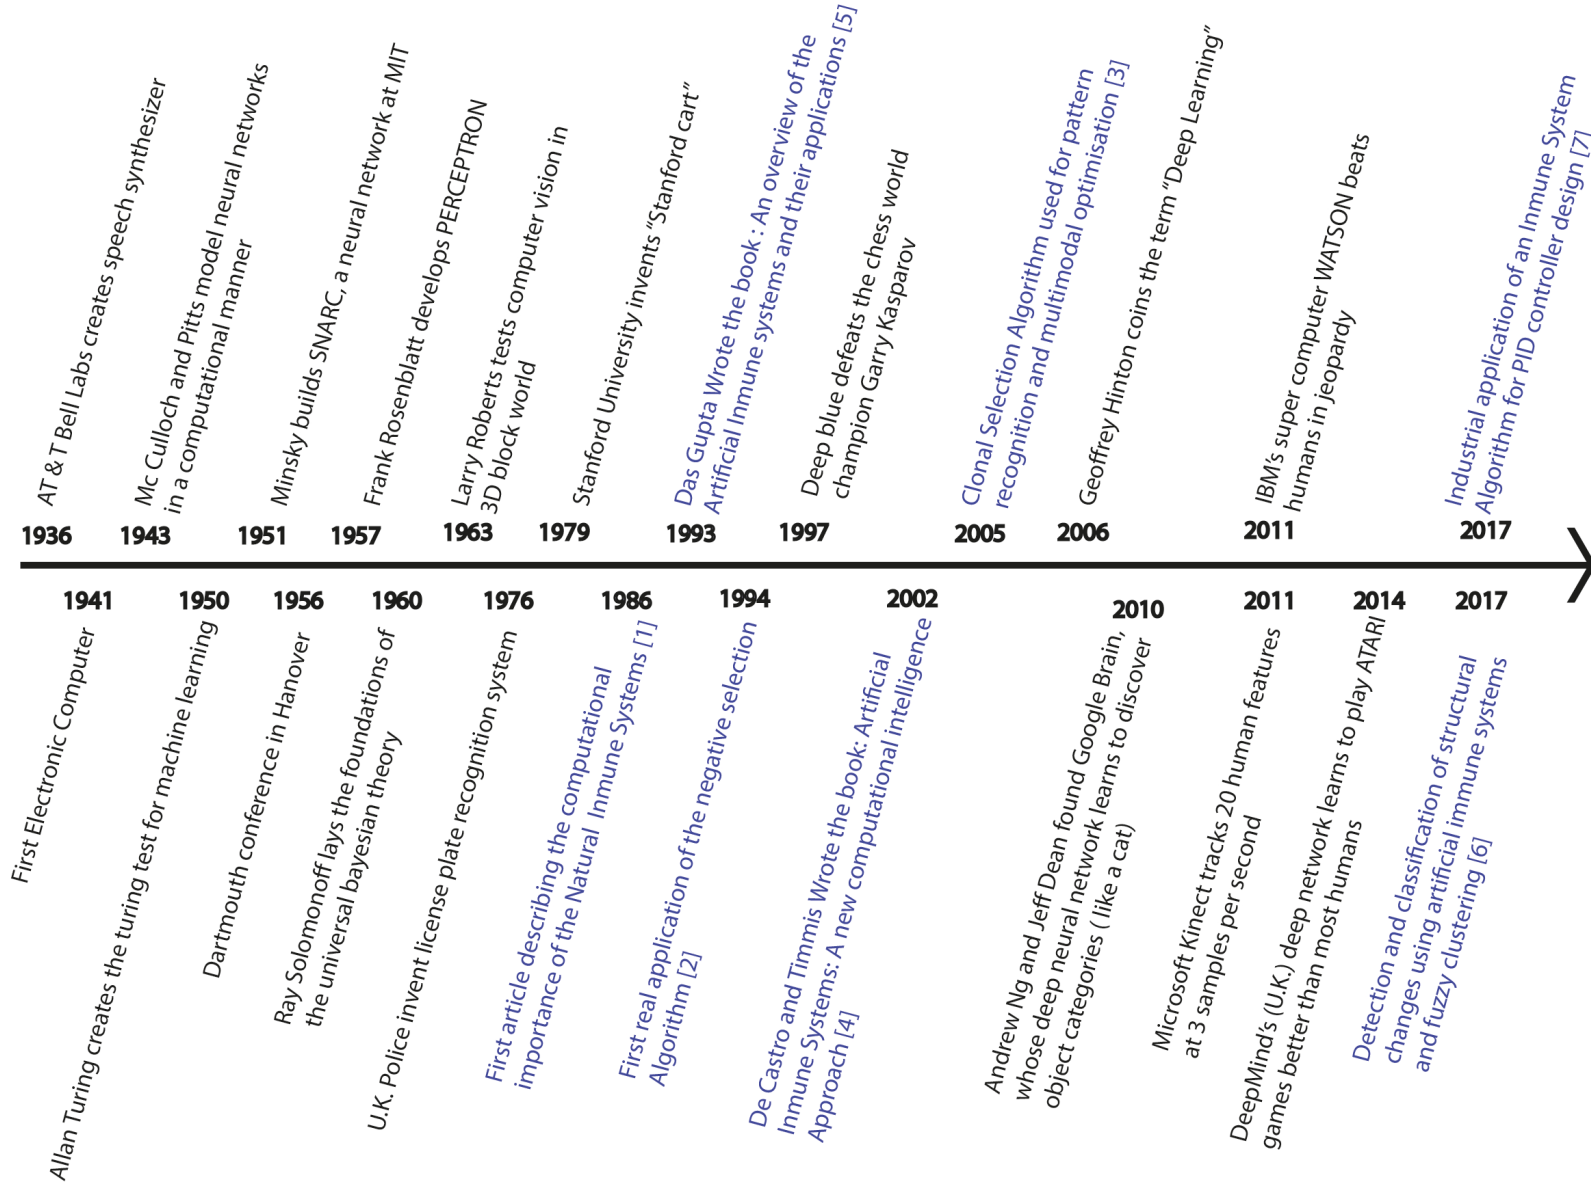 AT & T Bell Labs creates speech synthesizer
Mc Culloch and Pitts model neural networks
in a computational manner
Minsky builds SNARC, a neural network at MIT
Frank Rosenblatt develops PERCEPTRON
Larry Roberts tests computer vision in
3D block world
Stanford University invents “Stanford cart”
Das Gupta Wrote the book : An overview of the
Artificial Inmune systems and their applications [5]
Deep blue defeats the chess world
champion Garry Kasparov
Clonal Selection Algorithm used for pattern
recognition and multimodal optimisation [3]
Geoffrey Hinton coins the term “Deep Learning”
IBM's super computer WATSON beats
humans in jeopardy
Industrial application of an Inmune System
Algorithm for PID controller design [7]
1936
1943
1951
1957
1963
1979
1993
1997
2005
2006
2011
2017
1941
1950
1956
1960
1976
1986
1994
2002
2010
2011
2014
2017
First Electronic Computer
Allan Turing creates the turing test for machine learning
Dartmouth conference in Hanover
Ray Solomonoff lays the foundations of
the universal bayesian theory
U.K. Police invent license plate recognition system
First article describing the computational
importance of the Natural Inmune Systems [1]
First real application of the negative selection
Algorithm [2]
De Castro and Timmis Wrote the book: Artificial
Inmune Systems: A new computational intelligence
Approach [4]
Andrew Ng and Jeff Dean found Google Brain,
whose deep neural network learns to discover
object categories ( like a cat)
Microsoft Kinect tracks 20 human features
at 3 samples per second
DeepMind's (U.K.) deep network learns to play ATARI
games better than most humans
Detection and classification of structural
changes using artificial immune systems
and fuzzy clustering [6]